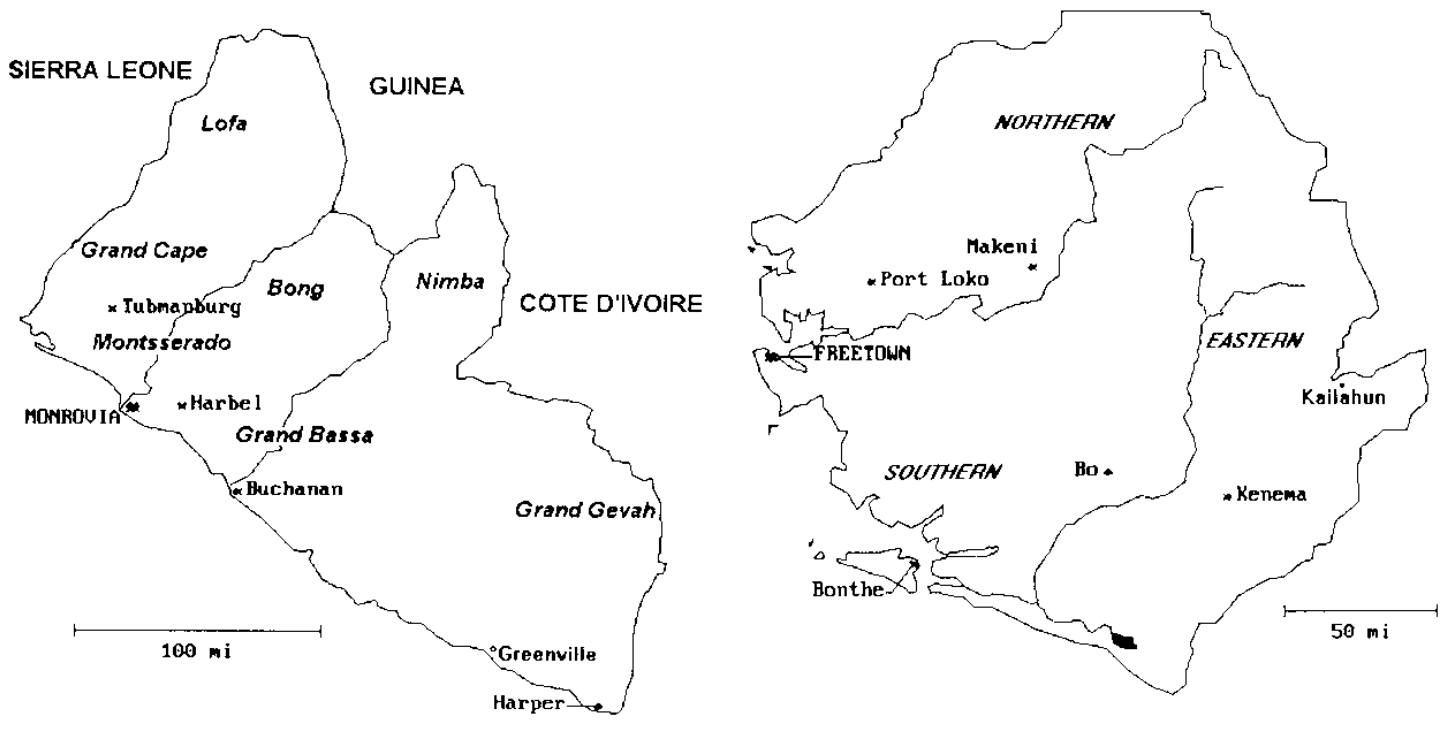 SIERRA LEONE
GUINEA
Lofa
Grand Cape
Bong
Nimba
COTE D'IVOIRE
Tubmanburg
Montsserado
MONROVIA
Harbel
Grand Bassa
Buchanan
Grand Gevah
100 mi
Greenville
Harper
NORTHERN
Makeni
Port Loko
FREETOWN
EASTERN
Kailahun
SOUTHERN
Bo
Kenema
Bonthe
50 mi